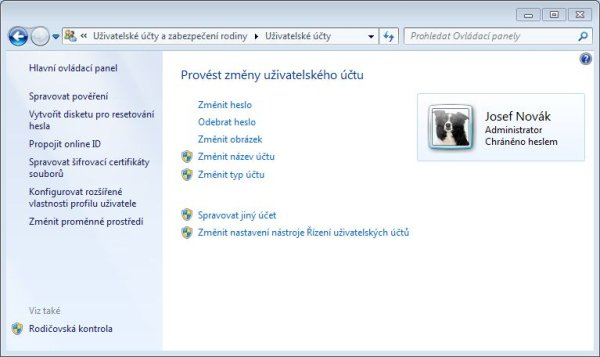 « Uživatelské účty a zabezpečení rodiny ▸ Uživatelské účty
Prohledat Ovládací panely
Hlavní ovládací panel
Spravovat pověření
Vytvořit disketu pro resetování
hesla
Propojit online ID
Spravovat šifrovací certifikáty
souborů
Konfigurovat rozšířené
vlastnosti profilu uživatele
Změnit proměnné prostředí
Viz také
Rodičovská kontrola
Provést změny uživatelského účtu
Změnit heslo
Odebrat heslo
Změnit obrázek
Změnit název účtu
Změnit typ účtu
Spravovat jiný účet
Změnit nastavení nástroje Řízení uživatelských účtů
Josef Novák
Administrator
Chráněno heslem